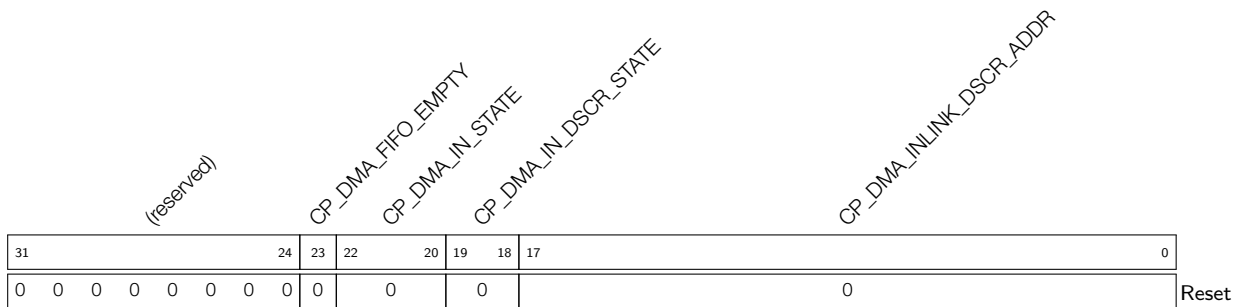 (reserved)
CP_DMA_FIFO_EMPTY
CP_DMA_IN_STATE
CP_DMA_IN_DSCR_STATE
CP_DMA_INLINK_DSCR_ADDR
31 24 23 22 20 19 18 17 0
0 0 0 0 0 0 0 0 0 0 0 0 Reset